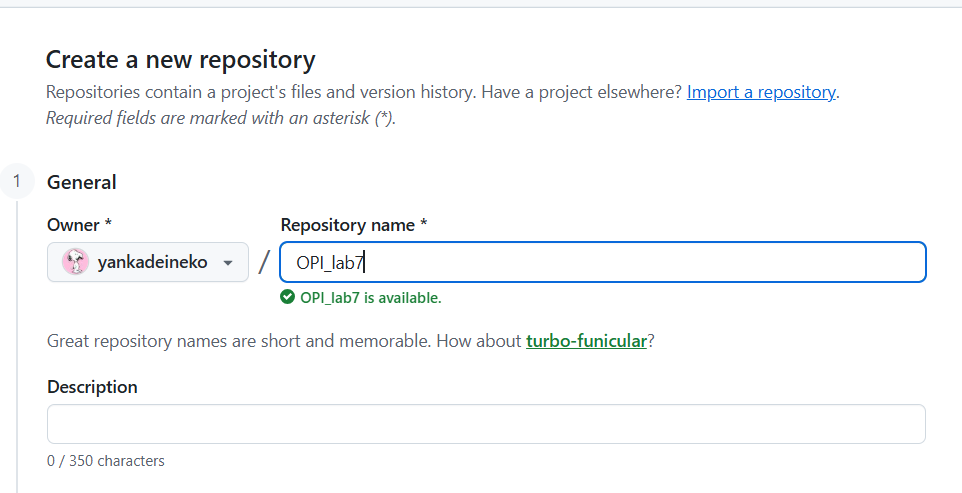 Create a new repository
Repositories contain a project's files and version history. Have a project elsewhere? Import a repository.
Required fields are marked with an asterisk (*).
1
General
Owner *
Repository name *
yankadeineko
/
OPI_lab7
OPI_lab7 is available.
Great repository names are short and memorable. How about turbo-funicular?
Description
0 / 350 characters